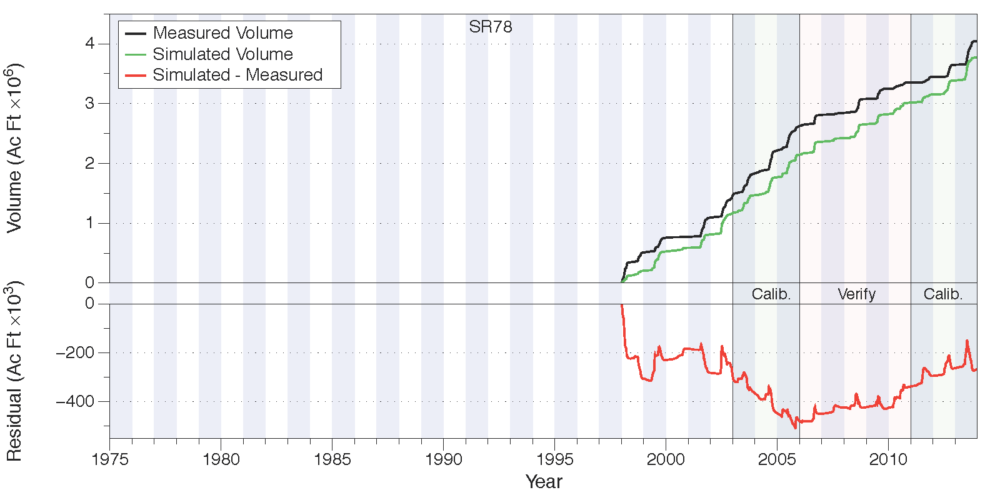 SR78
Measured Volume
Simulated Volume
Simulated - Measured
Volume (Ac Ft ×10⁶)
4
3
2
1
0
Calib.
Verify
Calib.
Residual (Ac Ft ×10³)
0
−200
−400
1975
1980
1985
1990
1995
2000
2005
2010
Year